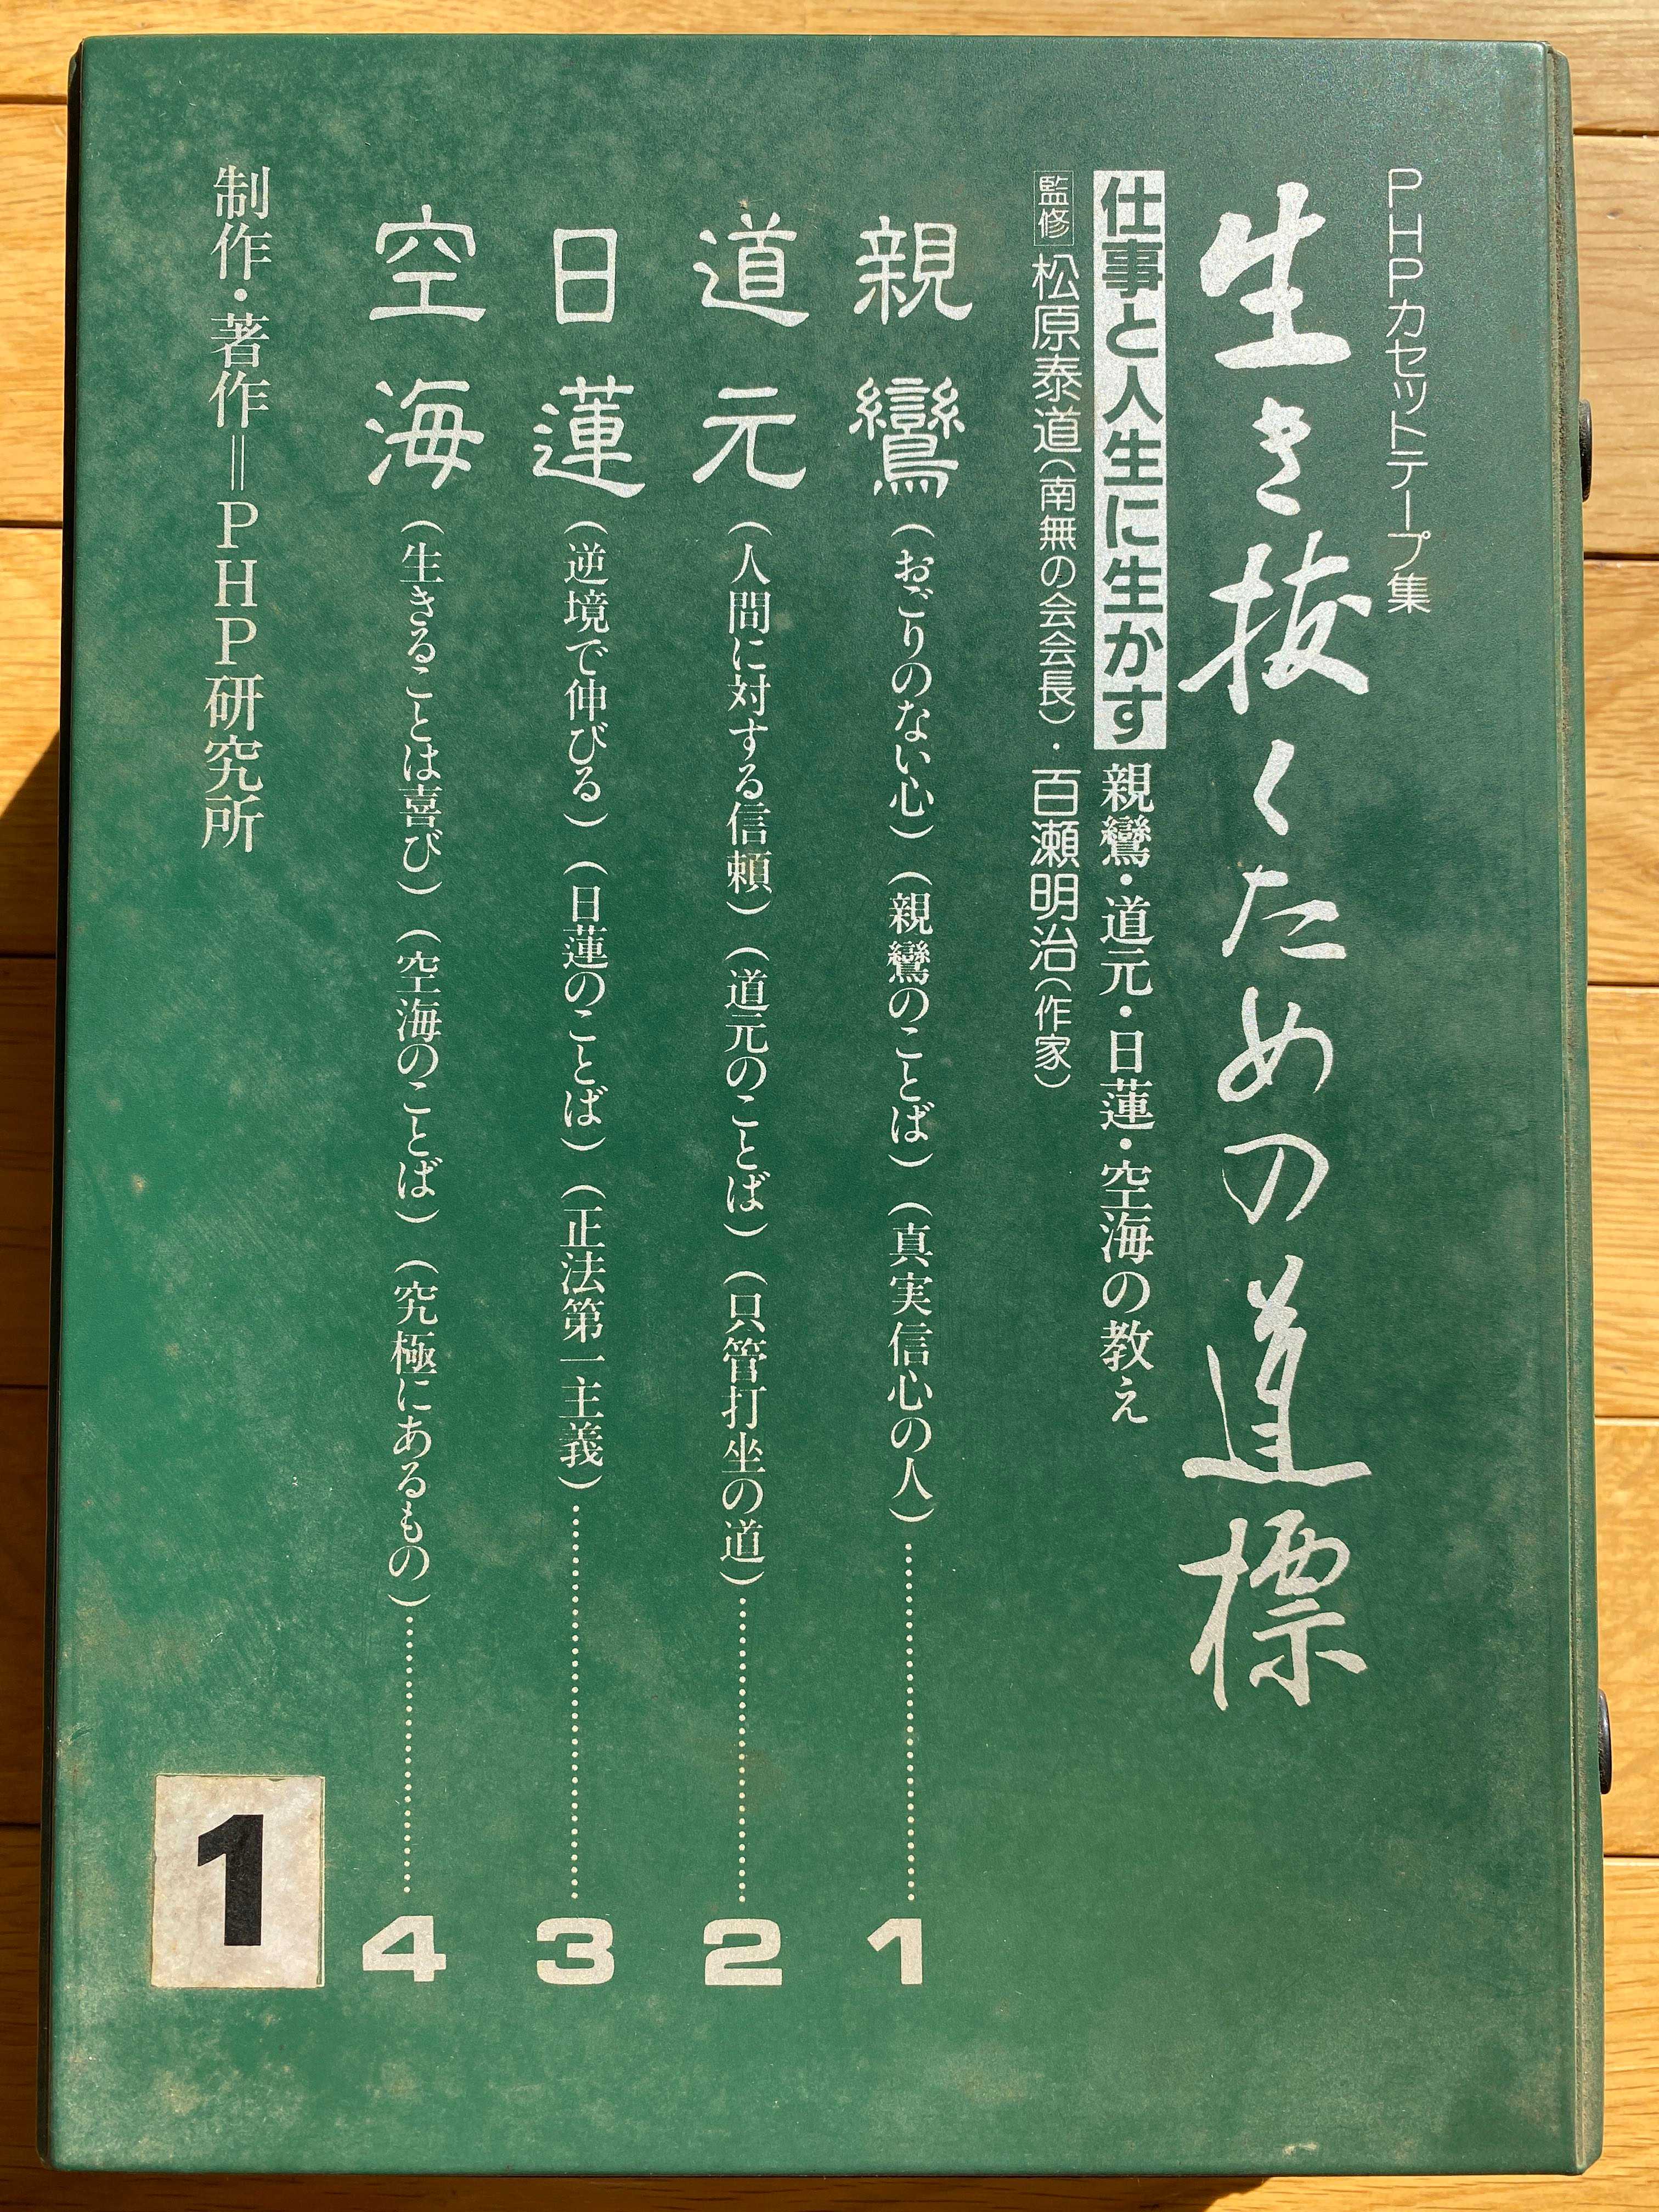 PHPカセットテープ集
生き抜くための道標
仕事と人生に生かす 親鸞・道元・日蓮・空海の教え
監修 松原泰道(南無の会会長)・百瀬明治(作家)
親鸞(おごりのない心)(親鸞のことば)(真実信心の人)……………………1
道元(人間に対する信頼)(道元のことば)(只管打坐の道)……………………2
日蓮(逆境で伸びる)(日蓮のことば)(正法第一主義)……………………3
空海(生きることは喜び)(空海のことば)(究極にあるもの)……………………4
制作・著作=PHP研究所
1